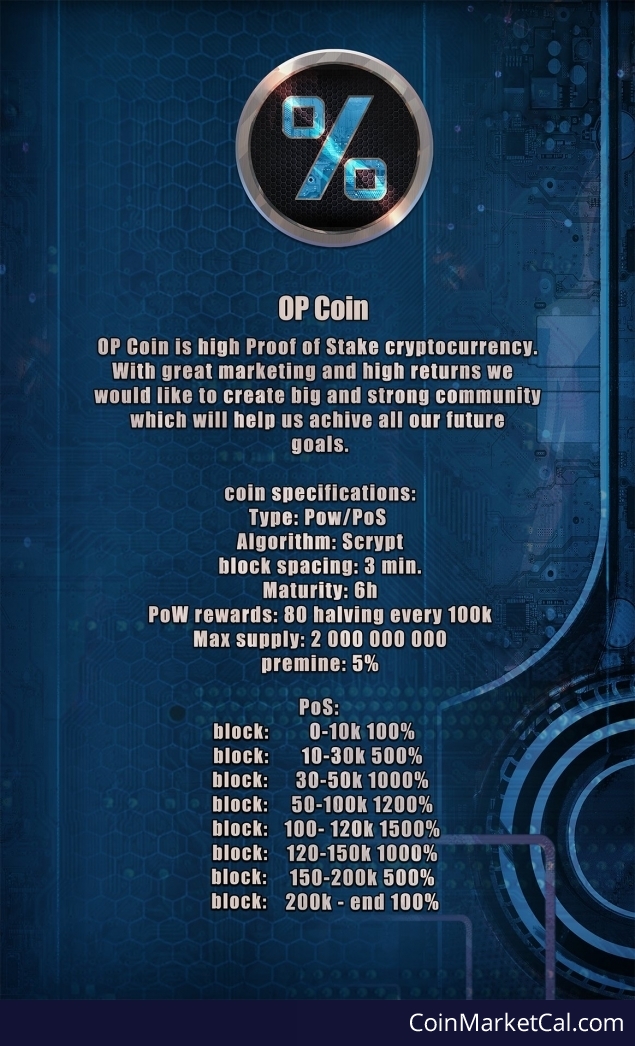 %
OP Coin
OP Coin is high Proof of Stake cryptocurrency.
With great marketing and high returns we
would like to create big and strong community
which will help us achive all our future
goals.
coin specifications:
Type: Pow/PoS
Algorithm: Scrypt
block spacing: 3 min.
Maturity: 6h
PoW rewards: 80 halving every 100k
Max supply: 2 000 000 000
premine: 5%
PoS:
block: 0-10k 100%
block: 10-30k 500%
block: 30-50k 1000%
block: 50-100k 1200%
block: 100- 120k 1500%
block: 120-150k 1000%
block: 150-200k 500%
block: 200k - end 100%
CoinMarketCal.com